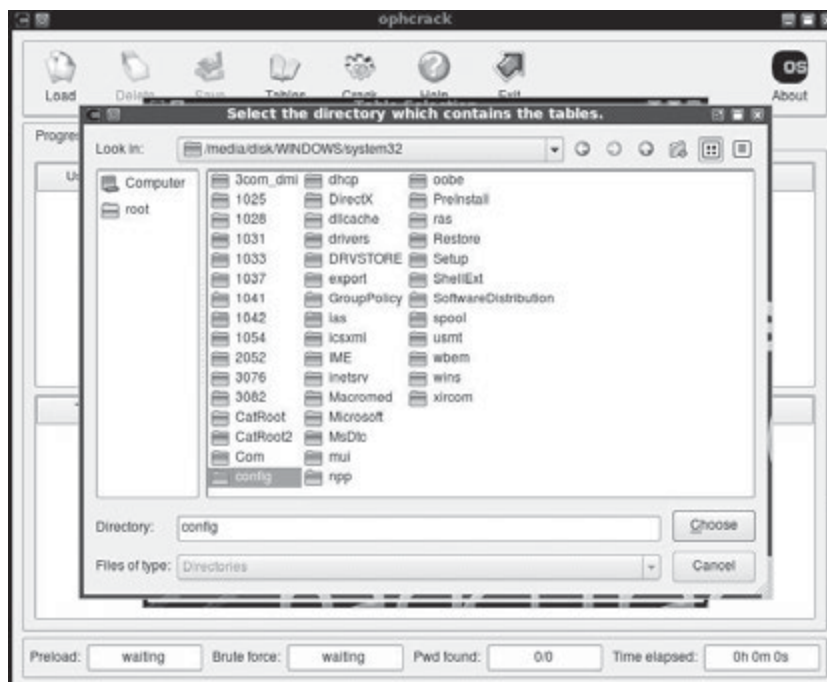 ophcrack
Load Delete Save Tables Crack Help Exit
OS
About
Table Selection
Select the directory which contains the tables.
Look in: /media/disk/WINDOWS/system32
Computer
root
3com_dmi dhcp oobe
1025 DirectX PreInstall
1028 dllcache ras
1031 drivers Restore
1033 DRVSTORE Setup
1037 export ShellExt
1041 GroupPolicy SoftwareDistribution
1042 ias spool
1054 icsxml usmt
2052 IME wbem
3076 inetsrv wins
3082 Macromed xircom
CatRoot Microsoft
CatRoot2 MsDtc
Com mui
config npp
Directory: config
Choose
Files of type: Directories
Cancel
Preload: waiting Brute force: waiting Pwd found: 0/0 Time elapsed: 0h 0m 0s